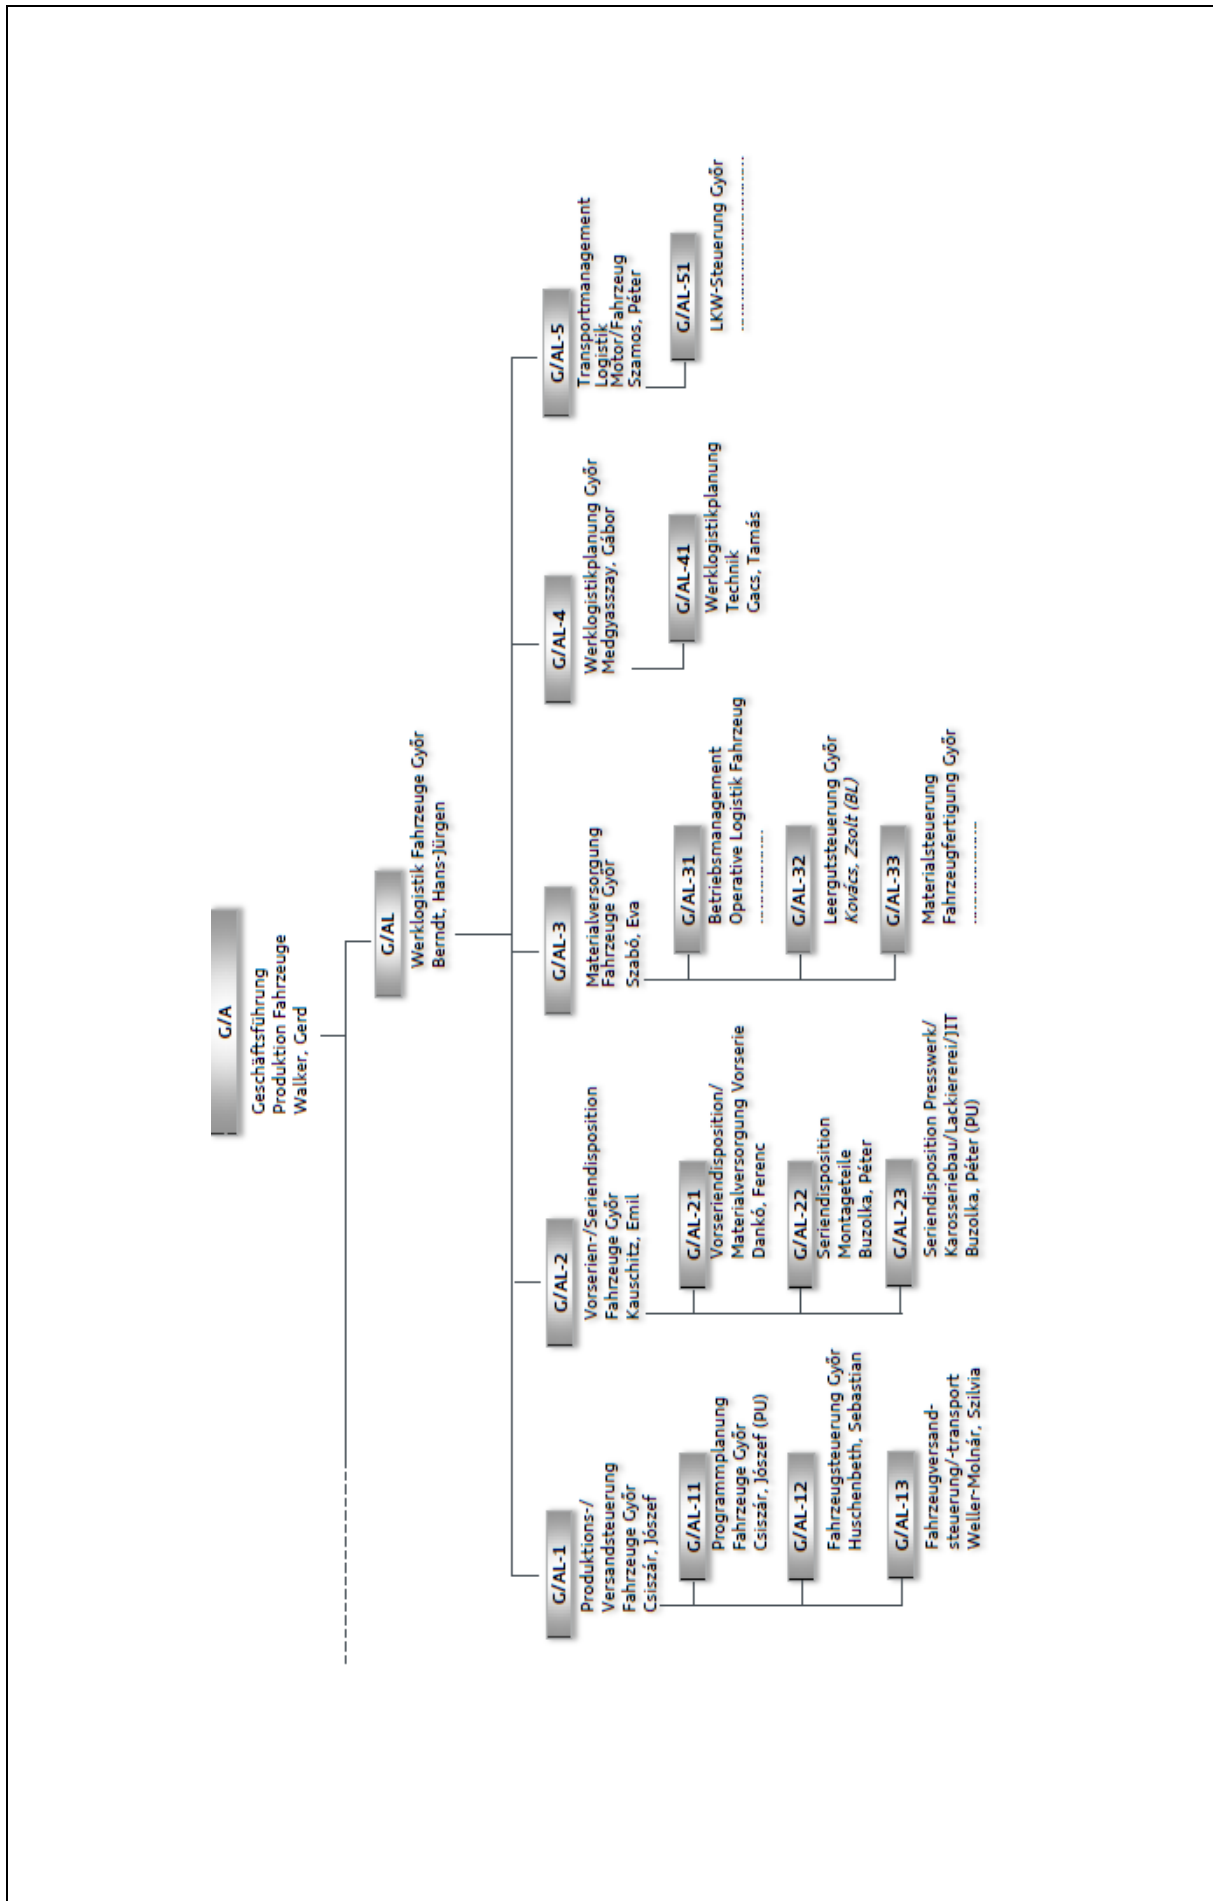 G/A
Geschäftsführung
Produktion Fahrzeuge
Walker, Gerd
G/AL
Werklogistik Fahrzeuge Győr
Berndt, Hans-Jürgen
G/AL-1
Produktions-/
Versandsteuerung
Fahrzeuge Győr
Csiszár, Jószef
G/AL-11
Programmplanung
Fahrzeuge Győr
Csiszár, Jószef (PU)
G/AL-12
Fahrzeugsteuerung Győr
Huschenbeth, Sebastian
G/AL-13
Fahrzeugversand-
steuerung/-transport
Weller-Molnár, Szilvia
G/AL-2
Vorserien-/Seriendisposition
Fahrzeuge Győr
Kauschitz, Emil
G/AL-21
Vorseriendisposition/
Materialversorgung Vorserie
Dankó, Ferenc
G/AL-22
Seriendisposition
Montageteile
Buzolka, Péter
G/AL-23
Seriendisposition Presswerk/
Karosseriebau/Lackiererei/JIT
Buzolka, Péter (PU)
G/AL-3
Materialversorgung
Fahrzeuge Győr
Szabó, Eva
G/AL-31
Betriebsmanagement
Operative Logistik Fahrzeug
G/AL-32
Leergutsteuerung Győr
Kovács, Zsolt (BL)
G/AL-33
Materialsteuerung
Fahrzeugfertigung Győr
G/AL-4
Werklogistikplanung Győr
Medgyasszay, Gábor
G/AL-41
Werklogistikplanung
Technik
Gacs, Tamás
G/AL-5
Transportmanagement
Logistik
Motor/Fahrzeug
Szamos, Péter
G/AL-51
LKW-Steuerung Győr